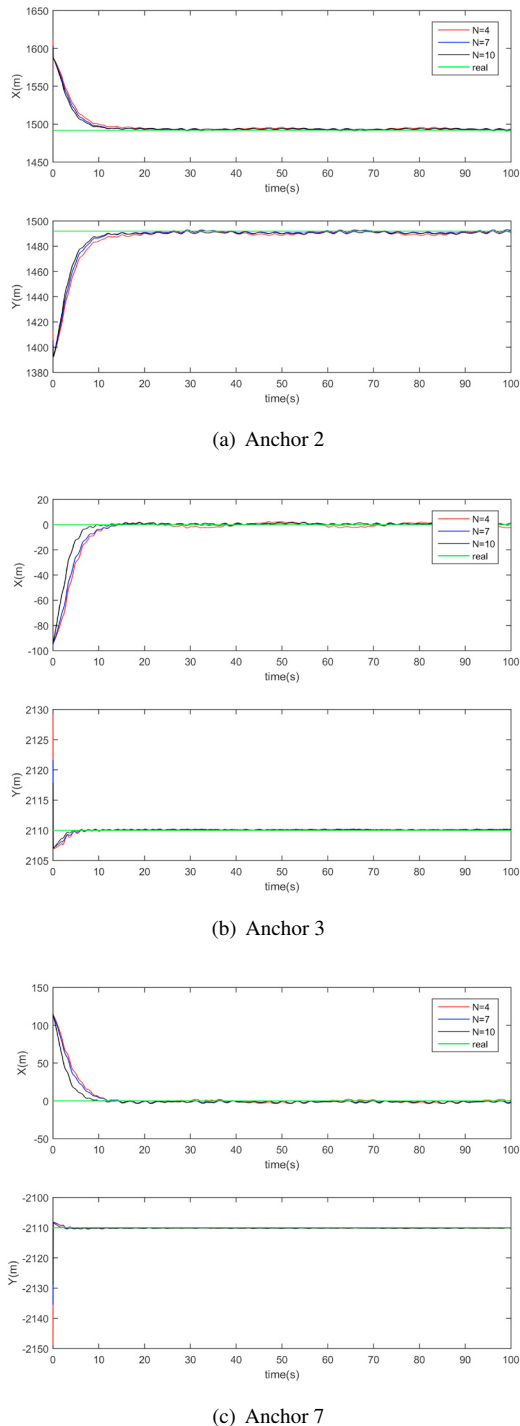 1650
1600
1550
1500
1450
X(m)
N=4
N=7
N=10
real
0 10 20 30 40 50 60 70 80 90 100
time(s)
1500
1480
1460
1440
1420
1400
1380
Y(m)
0 10 20 30 40 50 60 70 80 90 100
time(s)
(a) Anchor 2
20
0
-20
-40
-60
-80
-100
X(m)
N=4
N=7
N=10
real
0 10 20 30 40 50 60 70 80 90 100
time(s)
2130
2125
2120
2115
2110
2105
Y(m)
0 10 20 30 40 50 60 70 80 90 100
time(s)
(b) Anchor 3
150
100
50
0
-50
X(m)
N=4
N=7
N=10
real
0 10 20 30 40 50 60 70 80 90 100
time(s)
-2100
-2110
-2120
-2130
-2140
-2150
Y(m)
0 10 20 30 40 50 60 70 80 90 100
time(s)
(c) Anchor 7